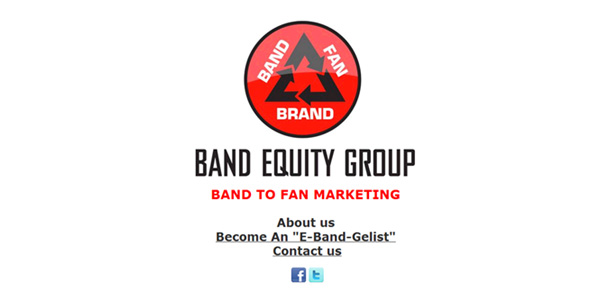 BAND
FAN
BRAND
BAND EQUITY GROUP
BAND TO FAN MARKETING
About us
Become An "E-Band-Gelist"
Contact us